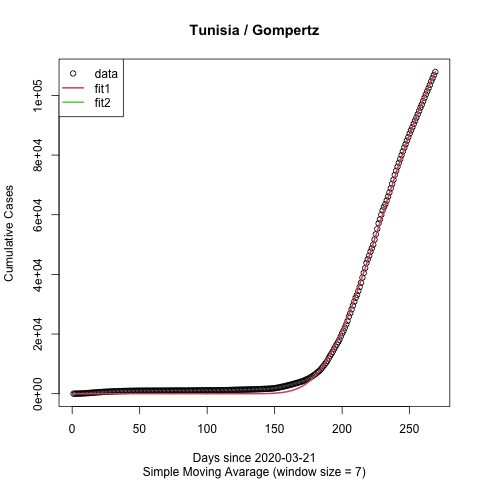 Tunisia / Gompertz
data
fit1
fit2
Cumulative Cases
1e+05
8e+04
6e+04
4e+04
2e+04
0e+00
0 50 100 150 200 250
Days since 2020-03-21
Simple Moving Avarage (window size = 7)